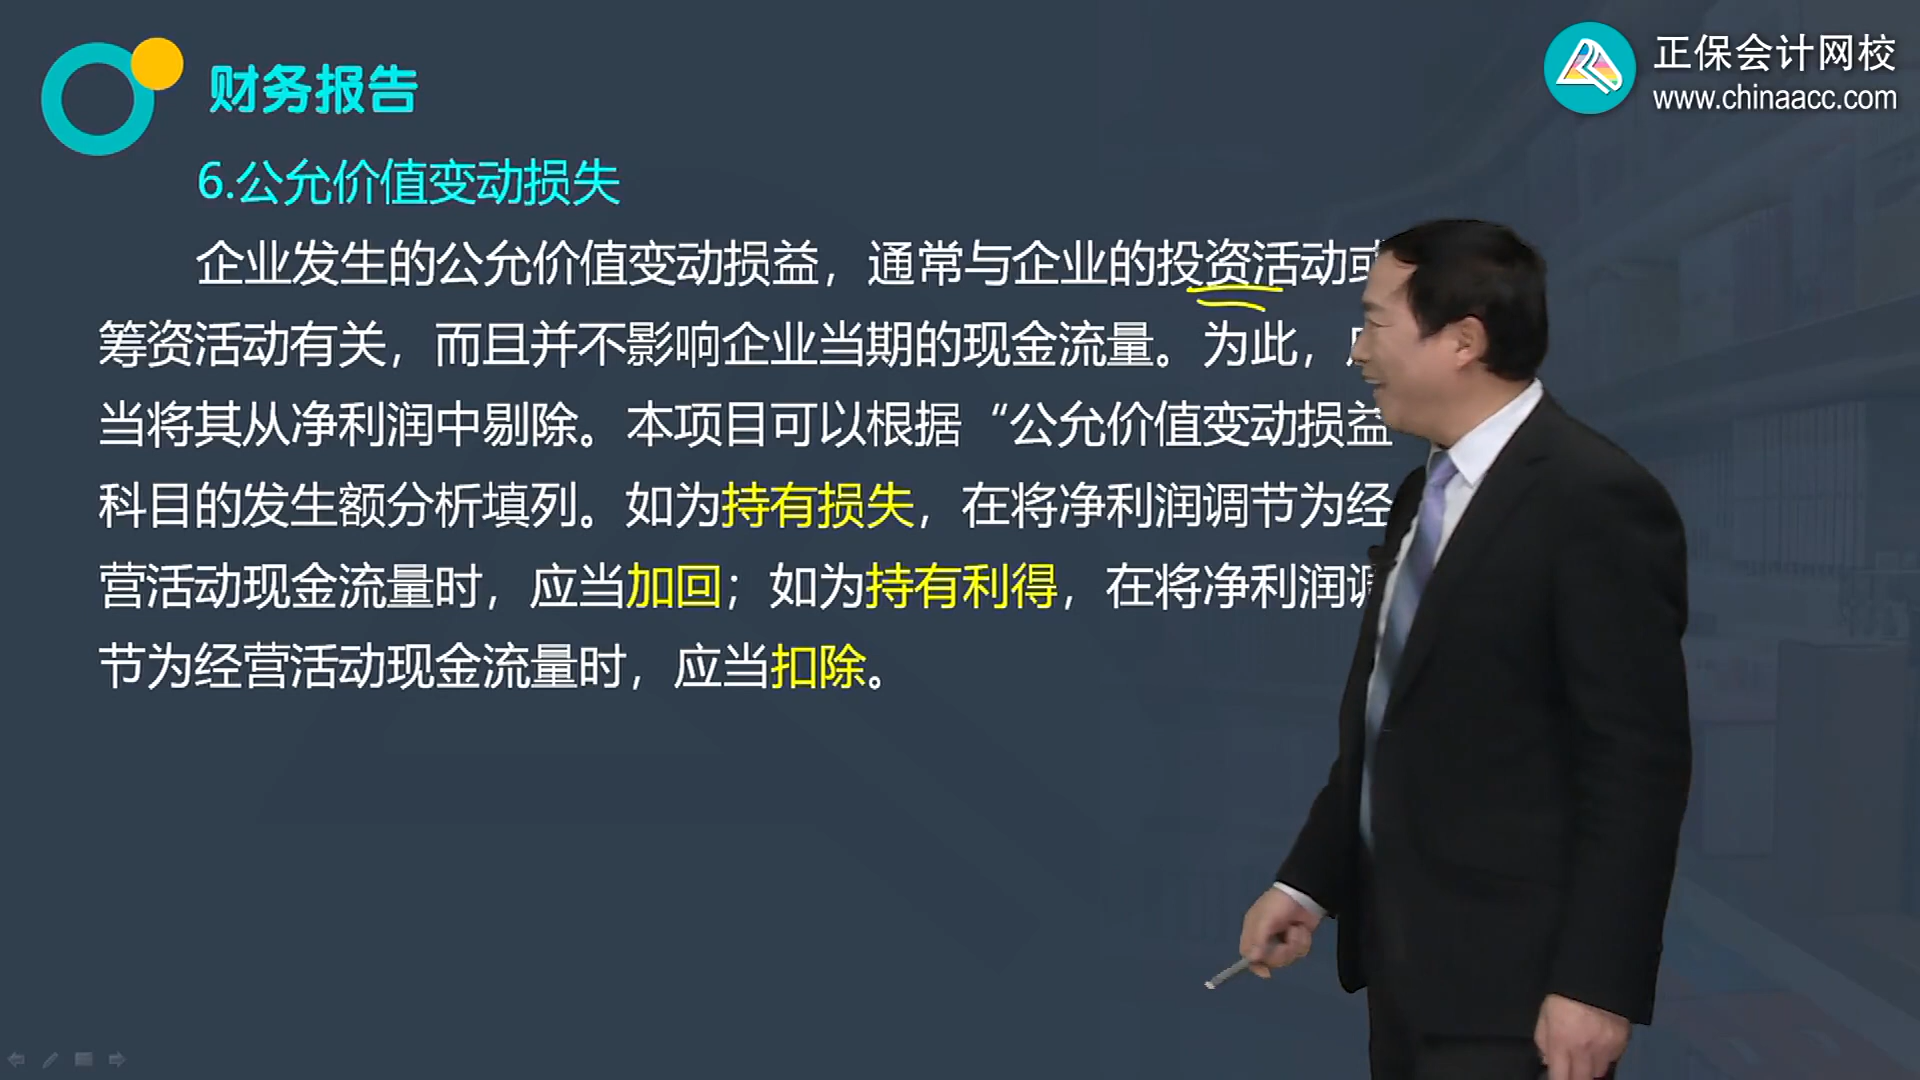 财务报告
正保会计网校
www.chinaacc.com
6.公允价值变动损失
企业发生的公允价值变动损益，通常与企业的投资活动
筹资活动有关，而且并不影响企业当期的现金流量。为此，
当将其从净利润中剔除。本项目可以根据“公允价值变动损益
科目的发生额分析填列。如为持有损失，在将净利润调节为经
营活动现金流量时，应当加回；如为持有利得，在将净利润调
节为经营活动现金流量时，应当扣除。